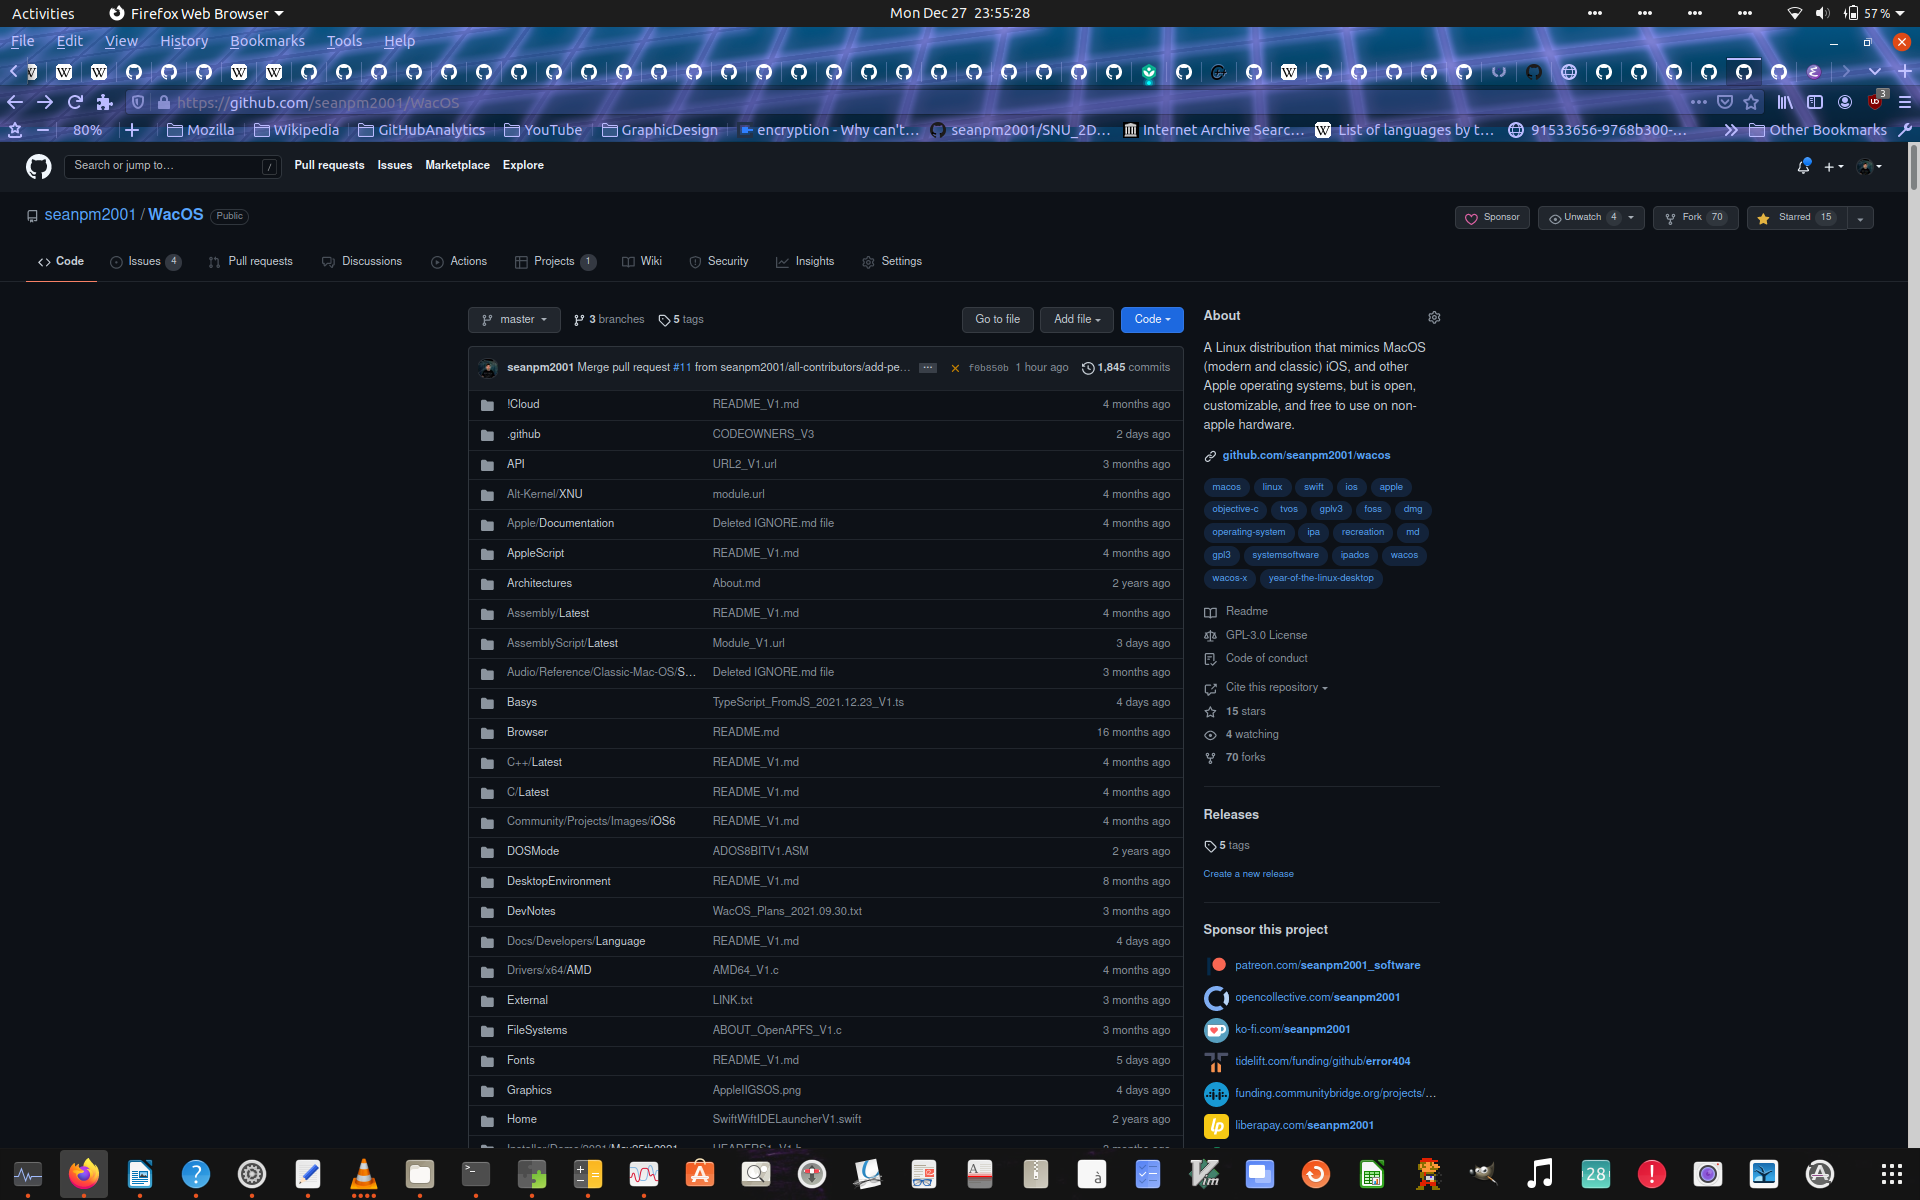 Activities Firefox Web Browser Mon Dec 27 23:55:28 57 %
File Edit View History Bookmarks Tools Help
https://github.com/seanpm2001/WacOS 3
80% Mozilla Wikipedia GitHubAnalytics YouTube GraphicDesign encryption - Why can't… seanpm2001/SNU_2D… Internet Archive Searc… List of languages by t… 91533656-9768b300-… Other Bookmarks
Search or jump to… / Pull requests Issues Marketplace Explore
seanpm2001 / WacOS Public Sponsor Unwatch 4 Fork 70 Starred 15
Code Issues 4 Pull requests Discussions Actions Projects 1 Wiki Security Insights Settings
master 3 branches 5 tags Go to file Add file Code
seanpm2001 Merge pull request #11 from seanpm2001/all-contributors/add-pe… f0b850b 1 hour ago 1,845 commits
!Cloud README_V1.md 4 months ago
.github CODEOWNERS_V3 2 days ago
API URL2_V1.url 3 months ago
Alt-Kernel/XNU module.url 4 months ago
Apple/Documentation Deleted IGNORE.md file 4 months ago
AppleScript README_V1.md 4 months ago
Architectures About.md 2 years ago
Assembly/Latest README_V1.md 4 months ago
AssemblyScript/Latest Module_V1.url 3 days ago
Audio/Reference/Classic-Mac-OS/S… Deleted IGNORE.md file 3 months ago
Basys TypeScript_FromJS_2021.12.23_V1.ts 4 days ago
Browser README.md 16 months ago
C++/Latest README_V1.md 4 months ago
C/Latest README_V1.md 4 months ago
Community/Projects/Images/iOS6 README_V1.md 4 months ago
DOSMode ADOS8BITV1.ASM 2 years ago
DesktopEnvironment README_V1.md 8 months ago
DevNotes WacOS_Plans_2021.09.30.txt 3 months ago
Docs/Developers/Language README_V1.md 4 days ago
Drivers/x64/AMD AMD64_V1.c 4 months ago
External LINK.txt 3 months ago
FileSystems ABOUT_OpenAPFS_V1.c 3 months ago
Fonts README_V1.md 5 days ago
Graphics AppleIIGSOS.png 4 days ago
Home SwiftWiftIDELauncherV1.swift 2 years ago
About
A Linux distribution that mimics MacOS
(modern and classic) iOS, and other
Apple operating systems, but is open,
customizable, and free to use on non-
apple hardware.
github.com/seanpm2001/wacos
macos linux swift ios apple
objective-c tvos gplv3 foss dmg
operating-system ipa recreation md
gpl3 systemsoftware ipados wacos
wacos-x year-of-the-linux-desktop
Readme
GPL-3.0 License
Code of conduct
Cite this repository
15 stars
4 watching
70 forks
Releases
5 tags
Create a new release
Sponsor this project
patreon.com/seanpm2001_software
opencollective.com/seanpm2001
ko-fi.com/seanpm2001
tidelift.com/funding/github/error404
funding.communitybridge.org/projects/…
liberapay.com/seanpm2001
28